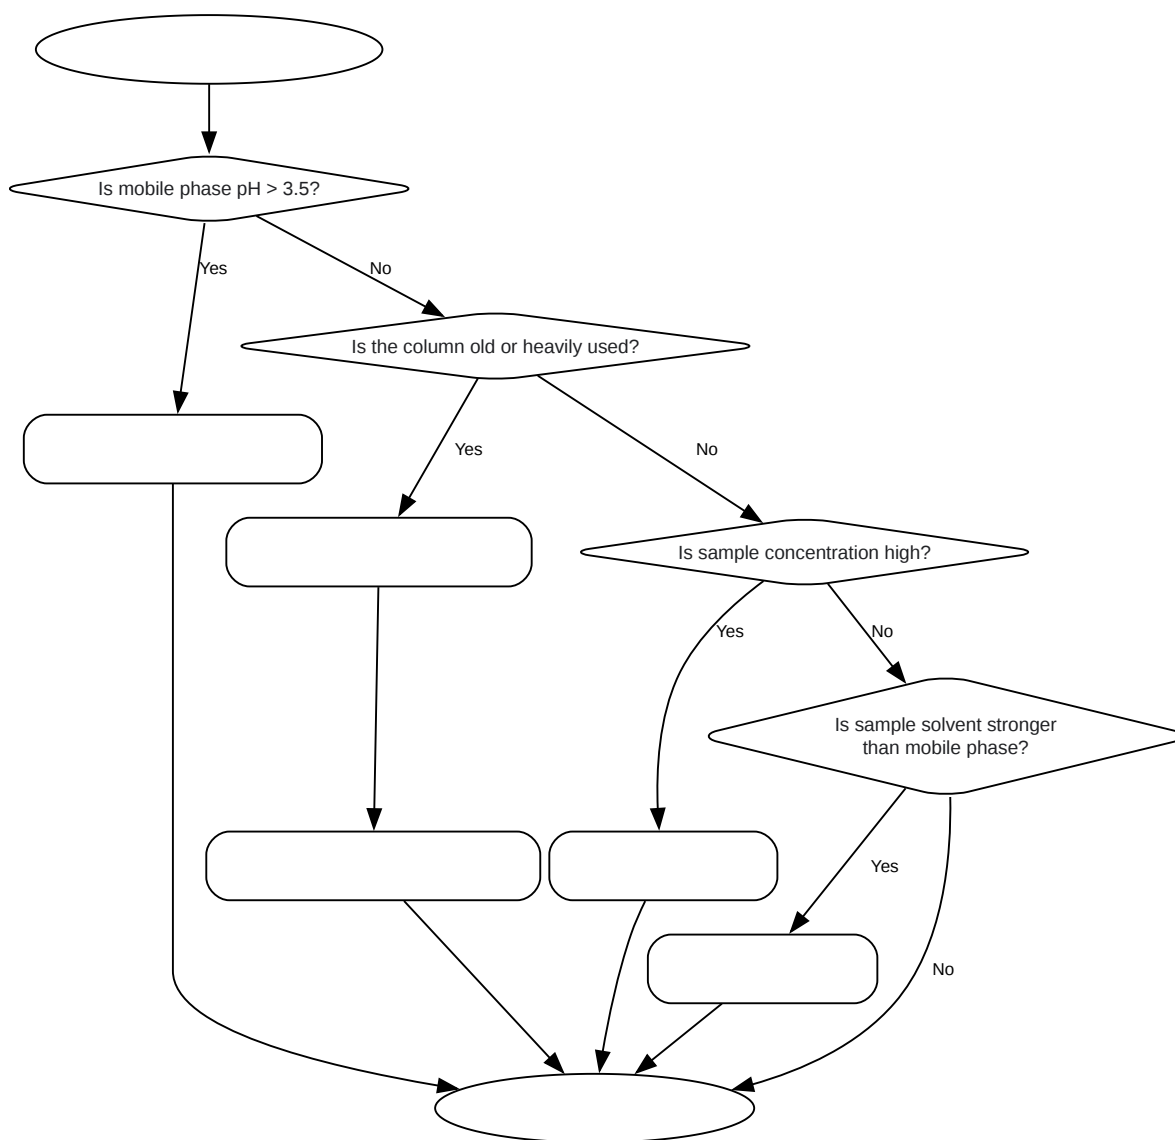 Is mobile phase pH > 3.5?
Yes
No
Is the column old or heavily used?
Yes
No
Is sample concentration high?
Yes
No
Is sample solvent stronger
than mobile phase?
Yes
No